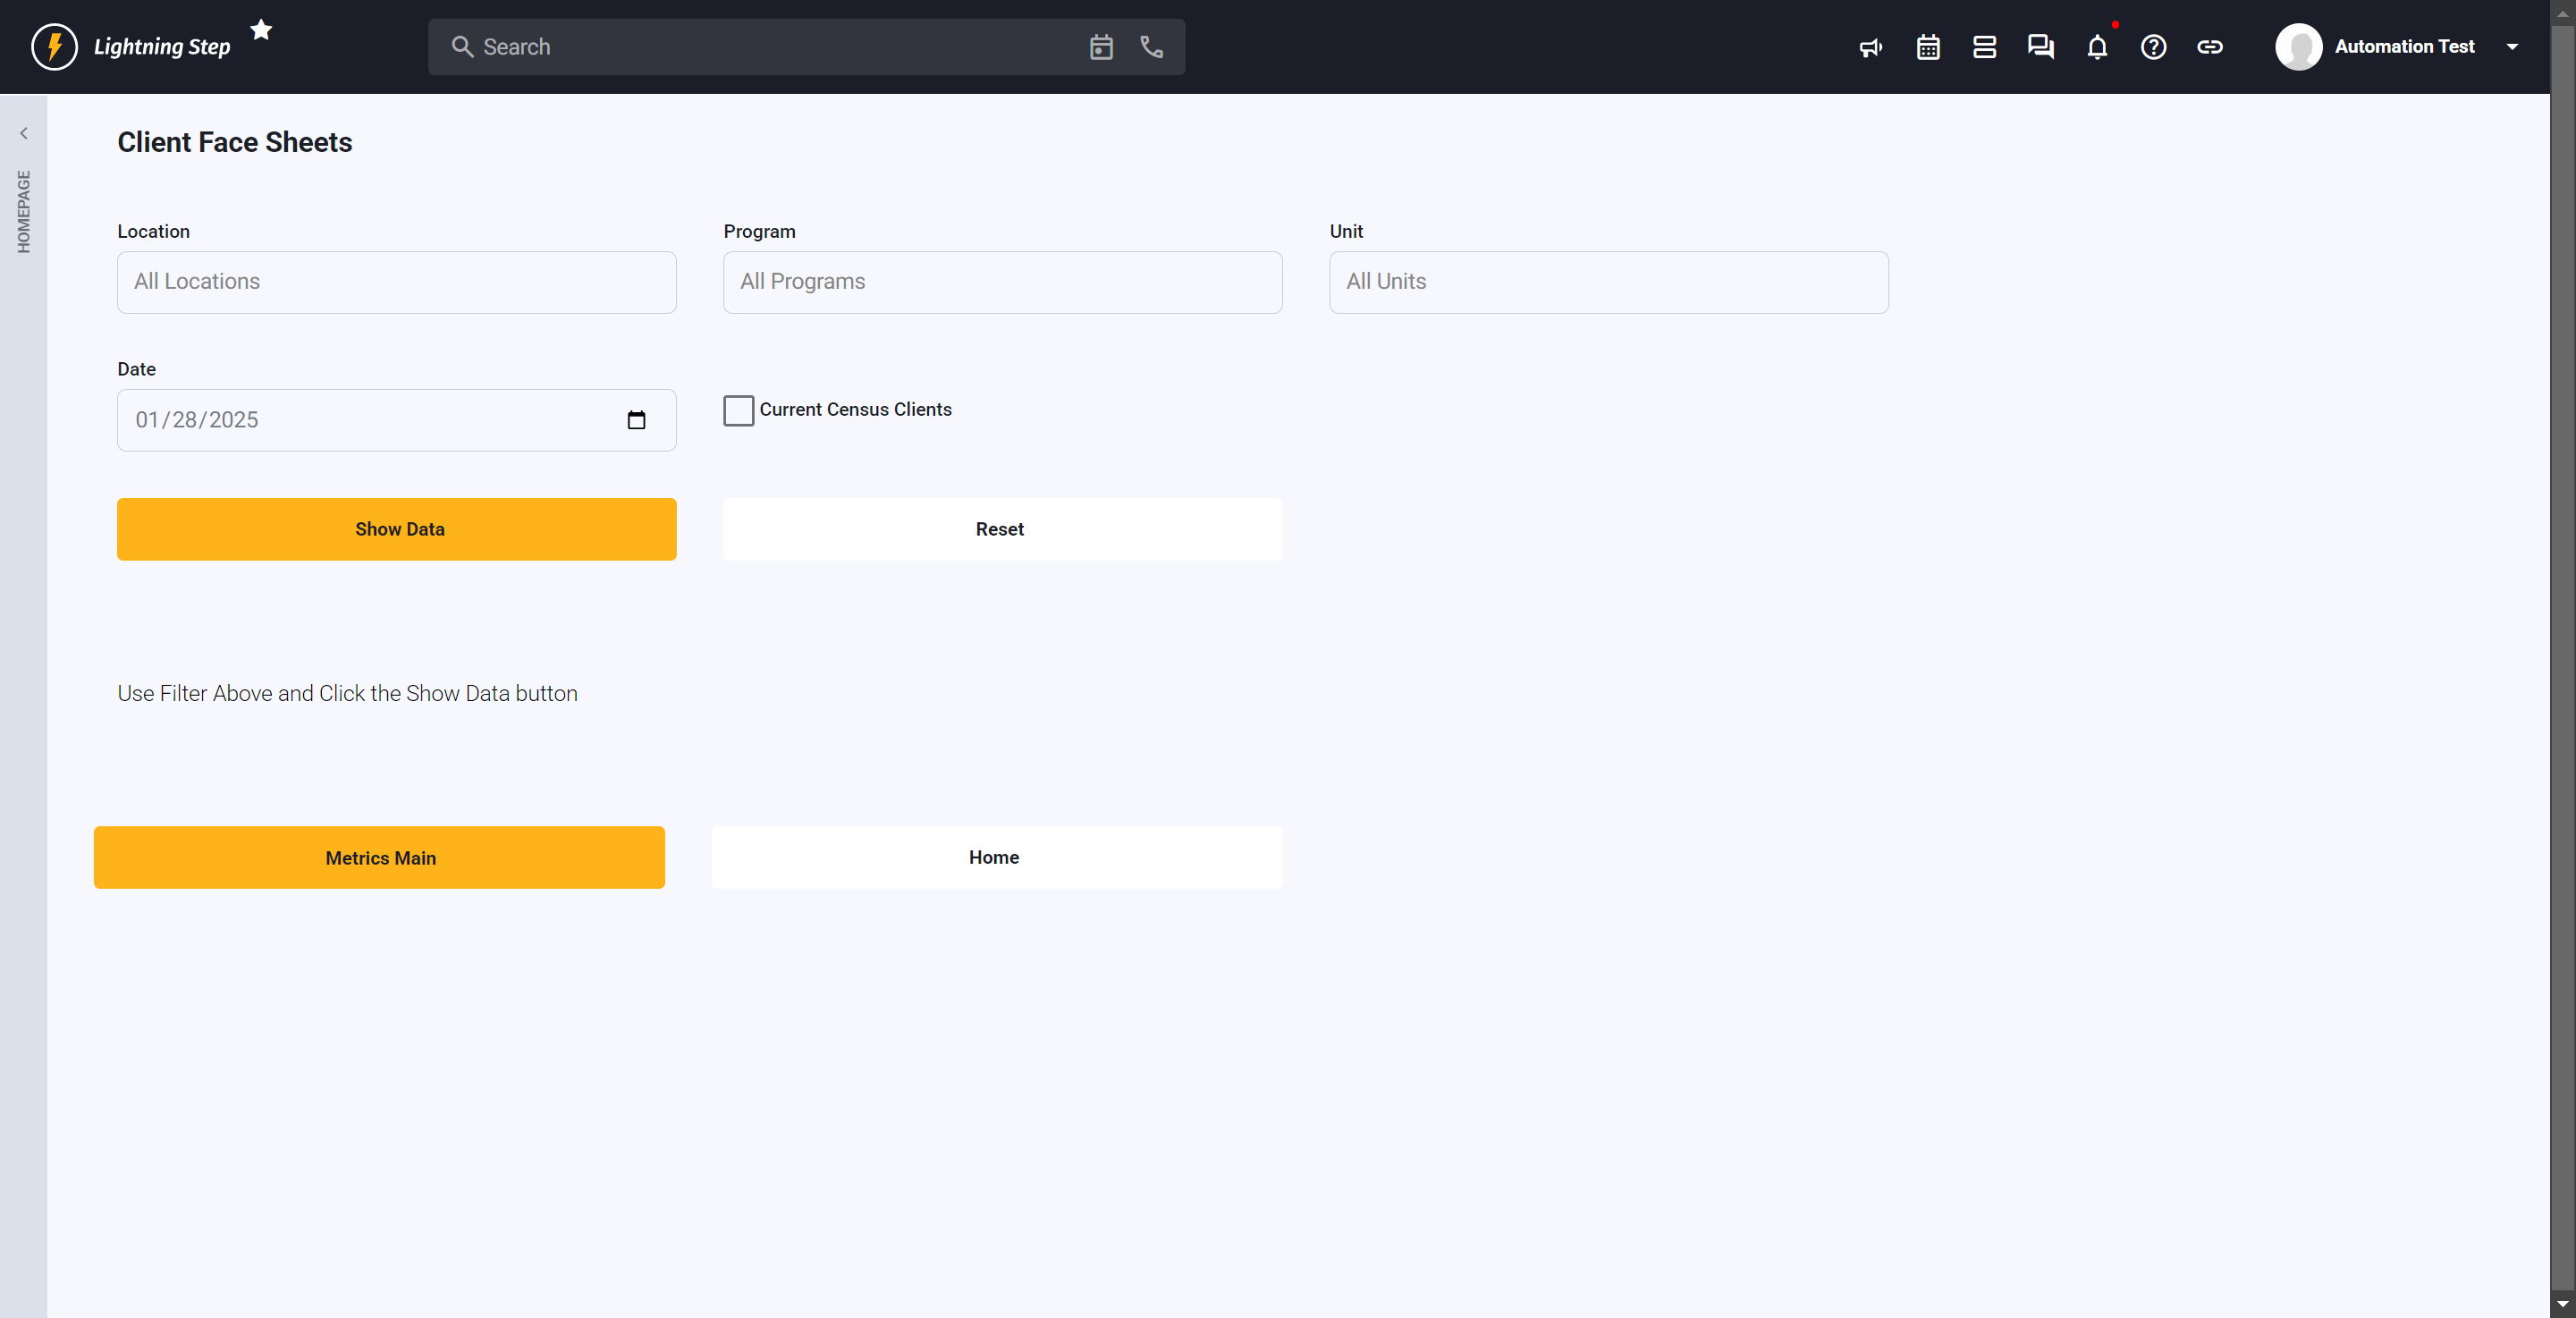 Lightning Step
Search
Automation Test
HOMEPAGE
Client Face Sheets
Location
Program
Unit
All Locations
All Programs
All Units
Date
01/28/2025
Current Census Clients
Show Data
Reset
Use Filter Above and Click the Show Data button
Metrics Main
Home